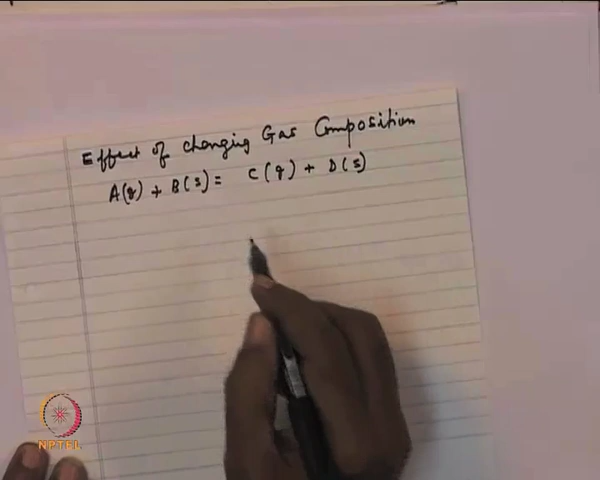 Effect of changing Gas Composition
A(g) + B(s) = C(g) + D(s)
NPTEL